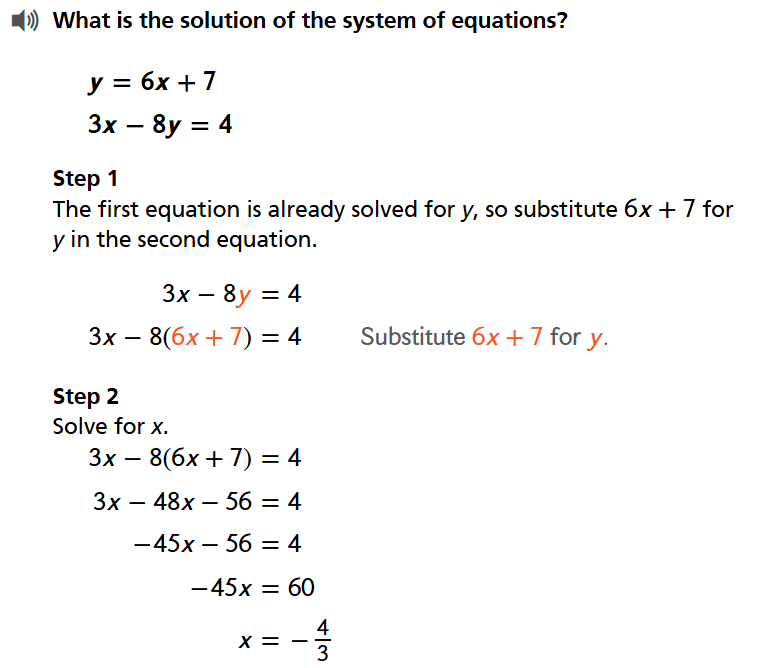 What is the solution of the system of equations?
y = 6x + 7
3x − 8y = 4
Step 1
The first equation is already solved for y, so substitute 6x + 7 for
y in the second equation.
3x − 8y = 4
3x − 8(6x + 7) = 4 Substitute 6x + 7 for y.
Step 2
Solve for x.
3x − 8(6x + 7) = 4
3x − 48x − 56 = 4
−45x − 56 = 4
−45x = 60
x = −4/3